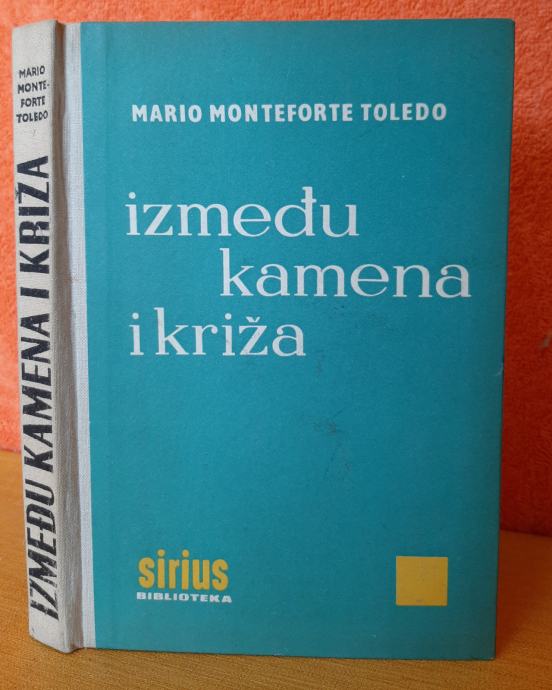 MARIO
MONTE-
FORTE
TOLEDO
IZMEĐU KAMENA I KRIŽA
MARIO MONTEFORTE TOLEDO
između
kamena
i križa
sirius
BIBLIOTEKA